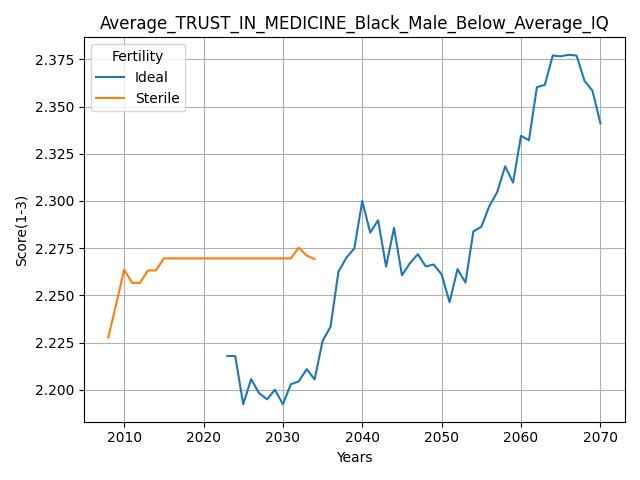 Average_TRUST_IN_MEDICINE_Black_Male_Below_Average_IQ
Fertility
Ideal
Sterile
Score(1-3)
2.375
2.350
2.325
2.300
2.275
2.250
2.225
2.200
2010 2020 2030 2040 2050 2060 2070
Years